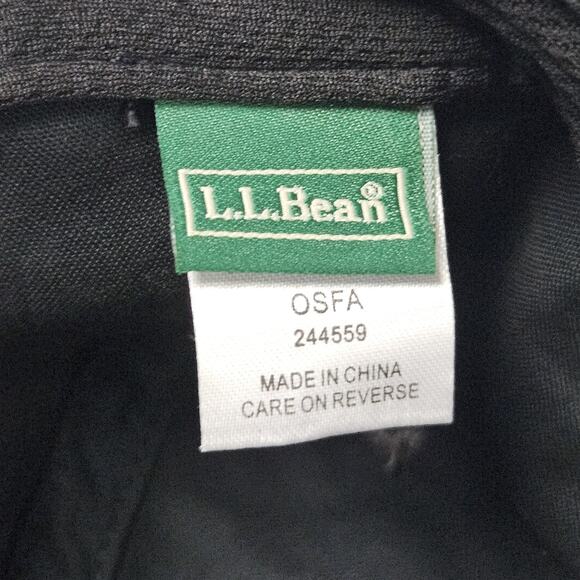 L.L.Bean®
OSFA
244559
MADE IN CHINA
CARE ON REVERSE